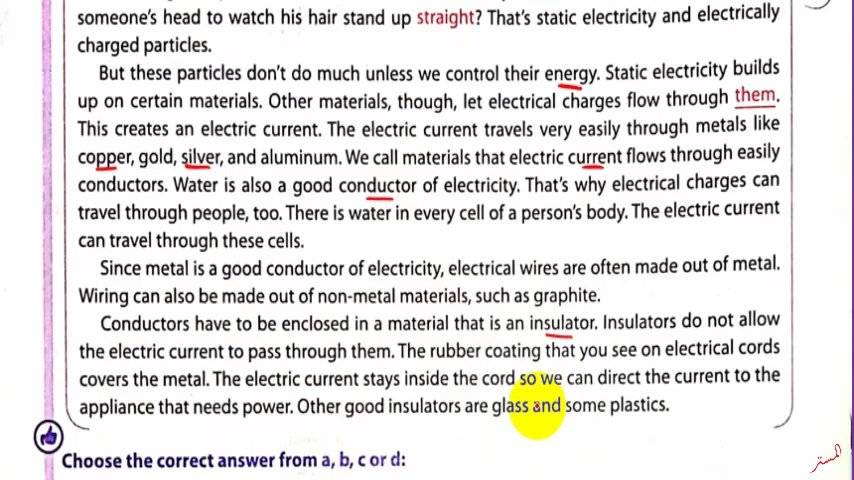 someone's head to watch his hair stand up straight? That's static electricity and electrically
charged particles.
But these particles don't do much unless we control their energy. Static electricity builds
up on certain materials. Other materials, though, let electrical charges flow through them.
This creates an electric current. The electric current travels very easily through metals like
copper, gold, silver, and aluminum. We call materials that electric current flows through easily
conductors. Water is also a good conductor of electricity. That's why electrical charges can
travel through people, too. There is water in every cell of a person's body. The electric current
can travel through these cells.
Since metal is a good conductor of electricity, electrical wires are often made out of metal.
Wiring can also be made out of non-metal materials, such as graphite.
Conductors have to be enclosed in a material that is an insulator. Insulators do not allow
the electric current to pass through them. The rubber coating that you see on electrical cords
covers the metal. The electric current stays inside the cord so we can direct the current to the
appliance that needs power. Other good insulators are glass and some plastics.
Choose the correct answer from a, b, c or d:
المستر